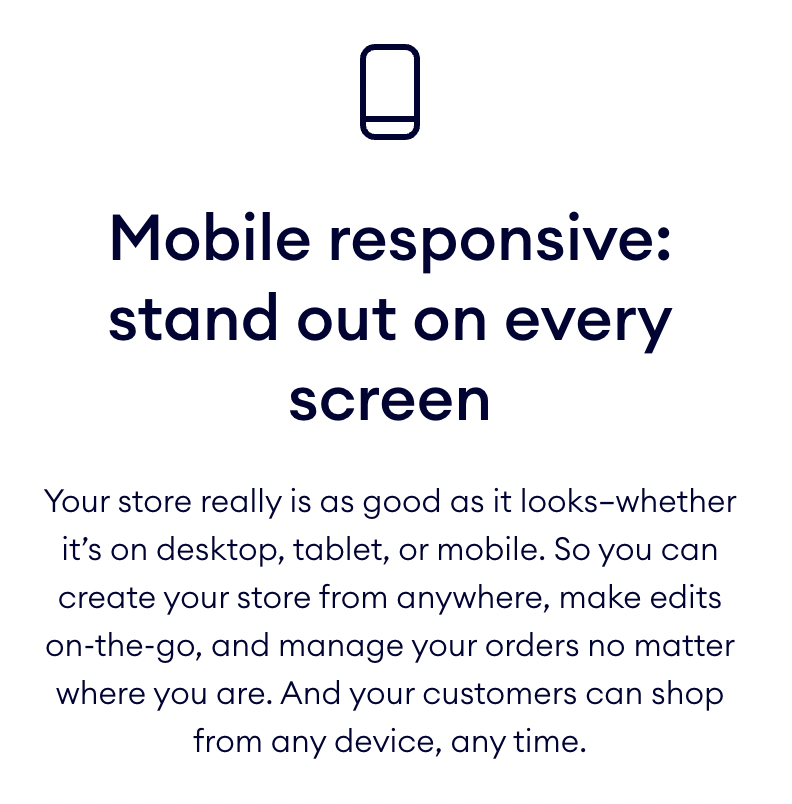 Mobile responsive:
stand out on every
screen
Your store really is as good as it looks–whether
it’s on desktop, tablet, or mobile. So you can
create your store from anywhere, make edits
on-the-go, and manage your orders no matter
where you are. And your customers can shop
from any device, any time.